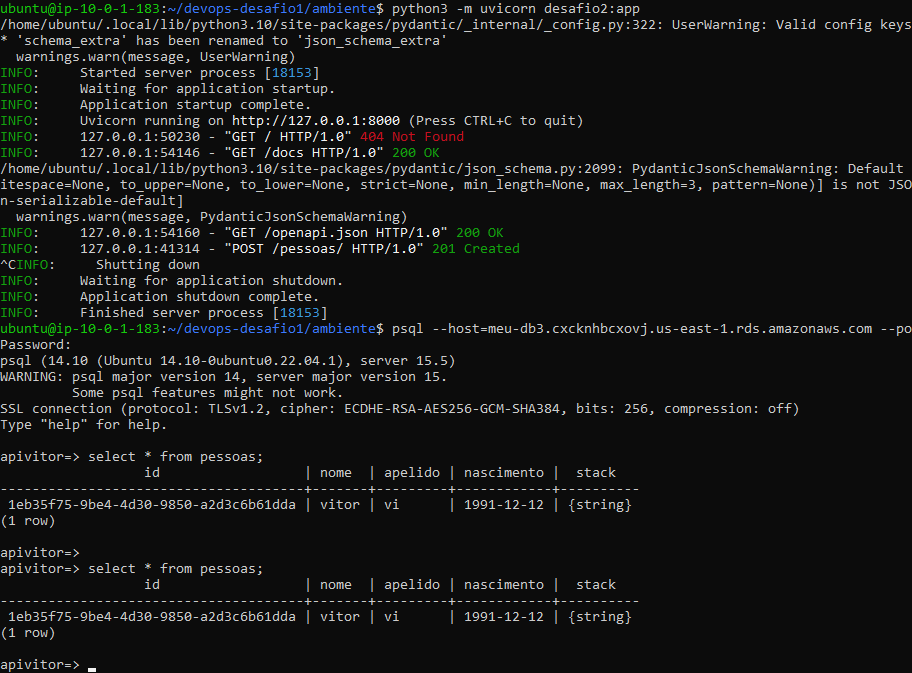 ubuntu@ip-10-0-1-183:~/devops-desafio1/ambiente$ python3 -m uvicorn desafio2:app
/home/ubuntu/.local/lib/python3.10/site-packages/pydantic/_internal/_config.py:322: UserWarning: Valid config keys
* 'schema_extra' has been renamed to 'json_schema_extra'
  warnings.warn(message, UserWarning)
INFO:     Started server process [18153]
INFO:     Waiting for application startup.
INFO:     Application startup complete.
INFO:     Uvicorn running on http://127.0.0.1:8000 (Press CTRL+C to quit)
INFO:     127.0.0.1:50230 - "GET / HTTP/1.0" 404 Not Found
INFO:     127.0.0.1:54146 - "GET /docs HTTP/1.0" 200 OK
/home/ubuntu/.local/lib/python3.10/site-packages/pydantic/json_schema.py:2099: PydanticJsonSchemaWarning: Default
itespace=None, to_upper=None, to_lower=None, strict=None, min_length=None, max_length=3, pattern=None)] is not JSO
n-serializable-default]
  warnings.warn(message, PydanticJsonSchemaWarning)
INFO:     127.0.0.1:54160 - "GET /openapi.json HTTP/1.0" 200 OK
INFO:     127.0.0.1:41314 - "POST /pessoas/ HTTP/1.0" 201 Created
^CINFO:     Shutting down
INFO:     Waiting for application shutdown.
INFO:     Application shutdown complete.
INFO:     Finished server process [18153]
ubuntu@ip-10-0-1-183:~/devops-desafio1/ambiente$ psql --host=meu-db3.cxcknhbcxovj.us-east-1.rds.amazonaws.com --po
Password:
psql (14.10 (Ubuntu 14.10-0ubuntu0.22.04.1), server 15.5)
WARNING: psql major version 14, server major version 15.
         Some psql features might not work.
SSL connection (protocol: TLSv1.2, cipher: ECDHE-RSA-AES256-GCM-SHA384, bits: 256, compression: off)
Type "help" for help.
apivitor=> select * from pessoas;
                  id                  | nome  | apelido | nascimento |  stack
--------------------------------------+-------+---------+------------+----------
 1eb35f75-9be4-4d30-9850-a2d3c6b61dda | vitor | vi      | 1991-12-12 | {string}
(1 row)
apivitor=>
apivitor=> select * from pessoas;
                  id                  | nome  | apelido | nascimento |  stack
--------------------------------------+-------+---------+------------+----------
 1eb35f75-9be4-4d30-9850-a2d3c6b61dda | vitor | vi      | 1991-12-12 | {string}
(1 row)
apivitor=>